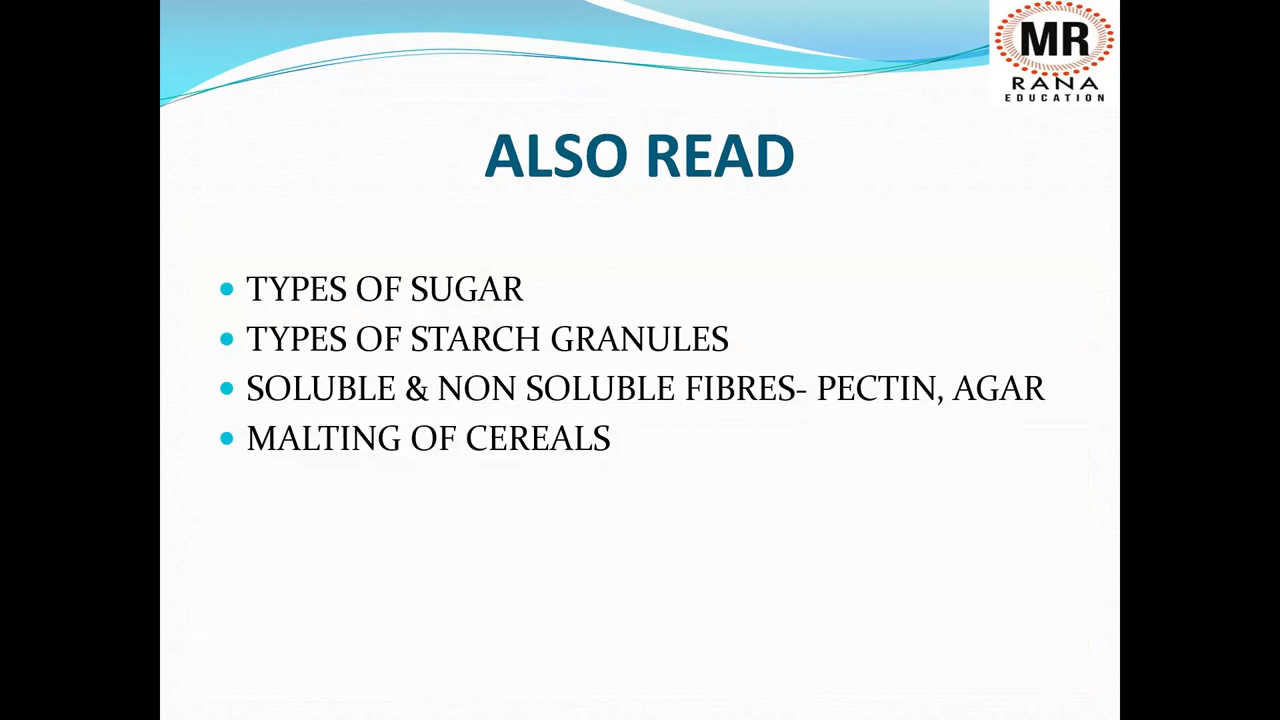 MR
RANA
EDUCATION
ALSO READ
• TYPES OF SUGAR
• TYPES OF STARCH GRANULES
• SOLUBLE & NON SOLUBLE FIBRES- PECTIN, AGAR
• MALTING OF CEREALS